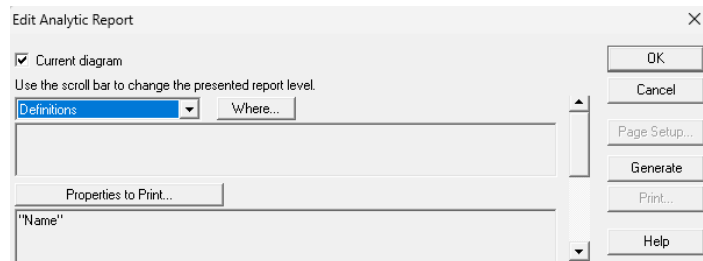 Edit Analytic Report
Current diagram
OK
Use the scroll bar to change the presented report level.
Cancel
Definitions
Where...
Page Setup...
Generate
Properties to Print...
Print...
"Name"
Help